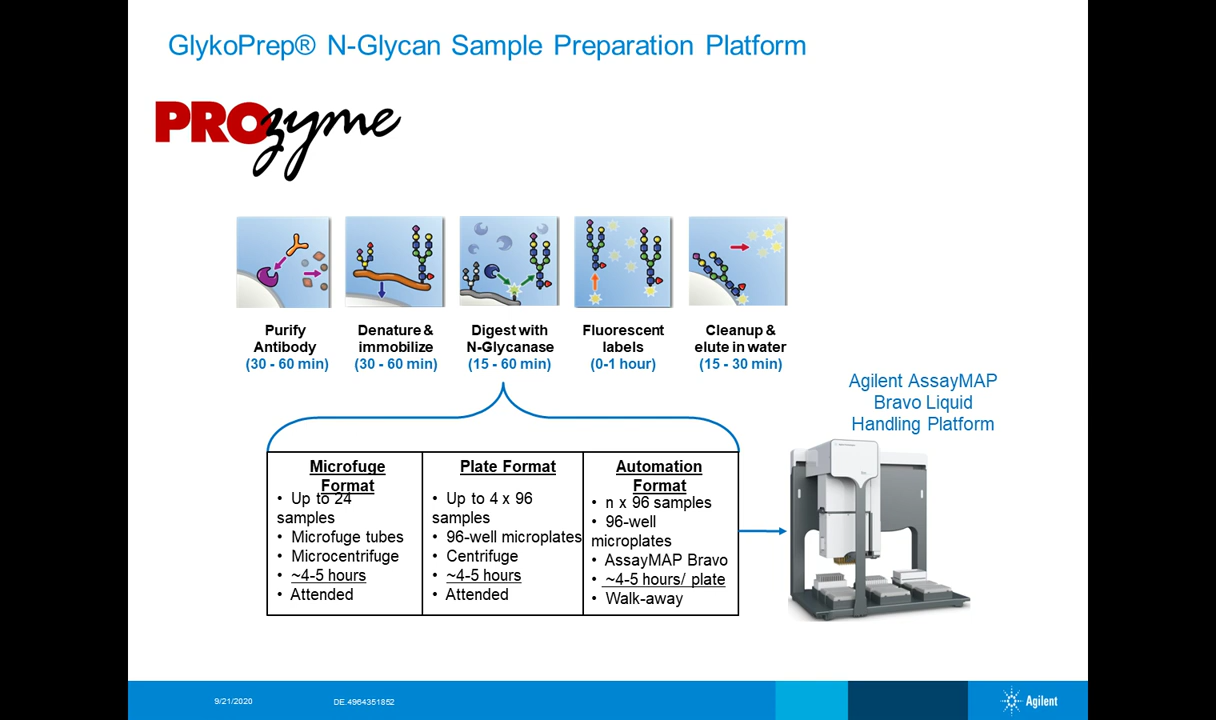 GlykoPrep® N-Glycan Sample Preparation Platform
PROzyme
Purify
Antibody
(30 - 60 min)
Denature &
immobilize
(30 - 60 min)
Digest with
N-Glycanase
(15 - 60 min)
Fluorescent
labels
(0-1 hour)
Cleanup &
elute in water
(15 - 30 min)
Agilent AssayMAP
Bravo Liquid
Handling Platform
Microfuge
Format
• Up to 24
samples
• Microfuge tubes
• Microcentrifuge
• ~4-5 hours
• Attended
Plate Format
• Up to 4 x 96
samples
• 96-well microplates
• Centrifuge
• ~4-5 hours
• Attended
Automation
Format
• n x 96 samples
• 96-well
microplates
• AssayMAP Bravo
• ~4-5 hours/ plate
• Walk-away
9/21/2020
DE.4964351852
Agilent